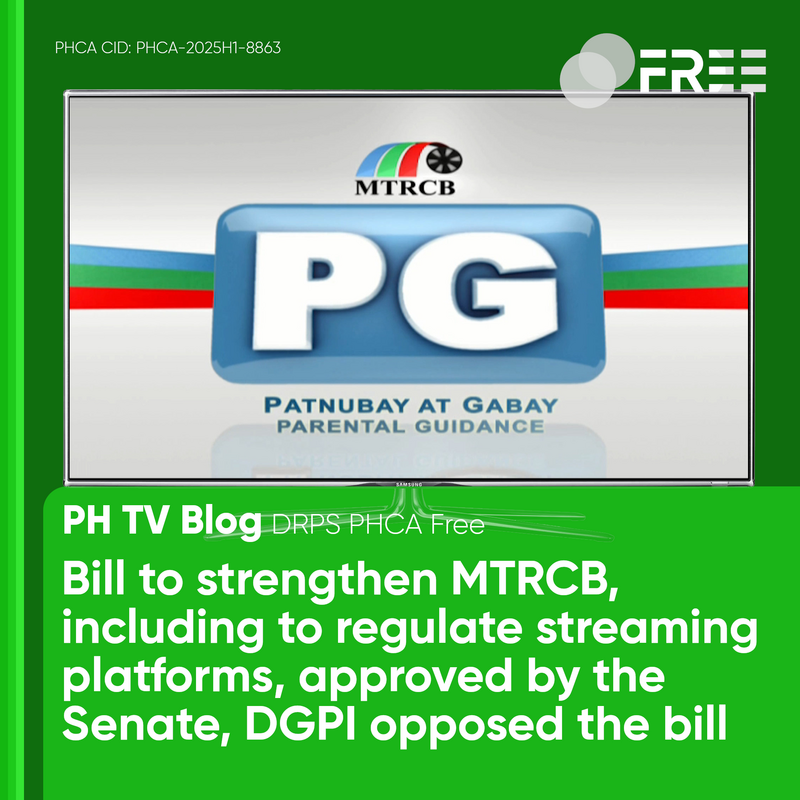 PHCA CID: PHCA-2025H1-8863
FREE
MTRCB
PG
PATNUBAY AT GABAY
PARENTAL GUIDANCE
SAMSUNG
PH TV Blog DRPS PHCA Free
Bill to strengthen MTRCB,
including to regulate streaming
platforms, approved by the
Senate, DGPI opposed the bill